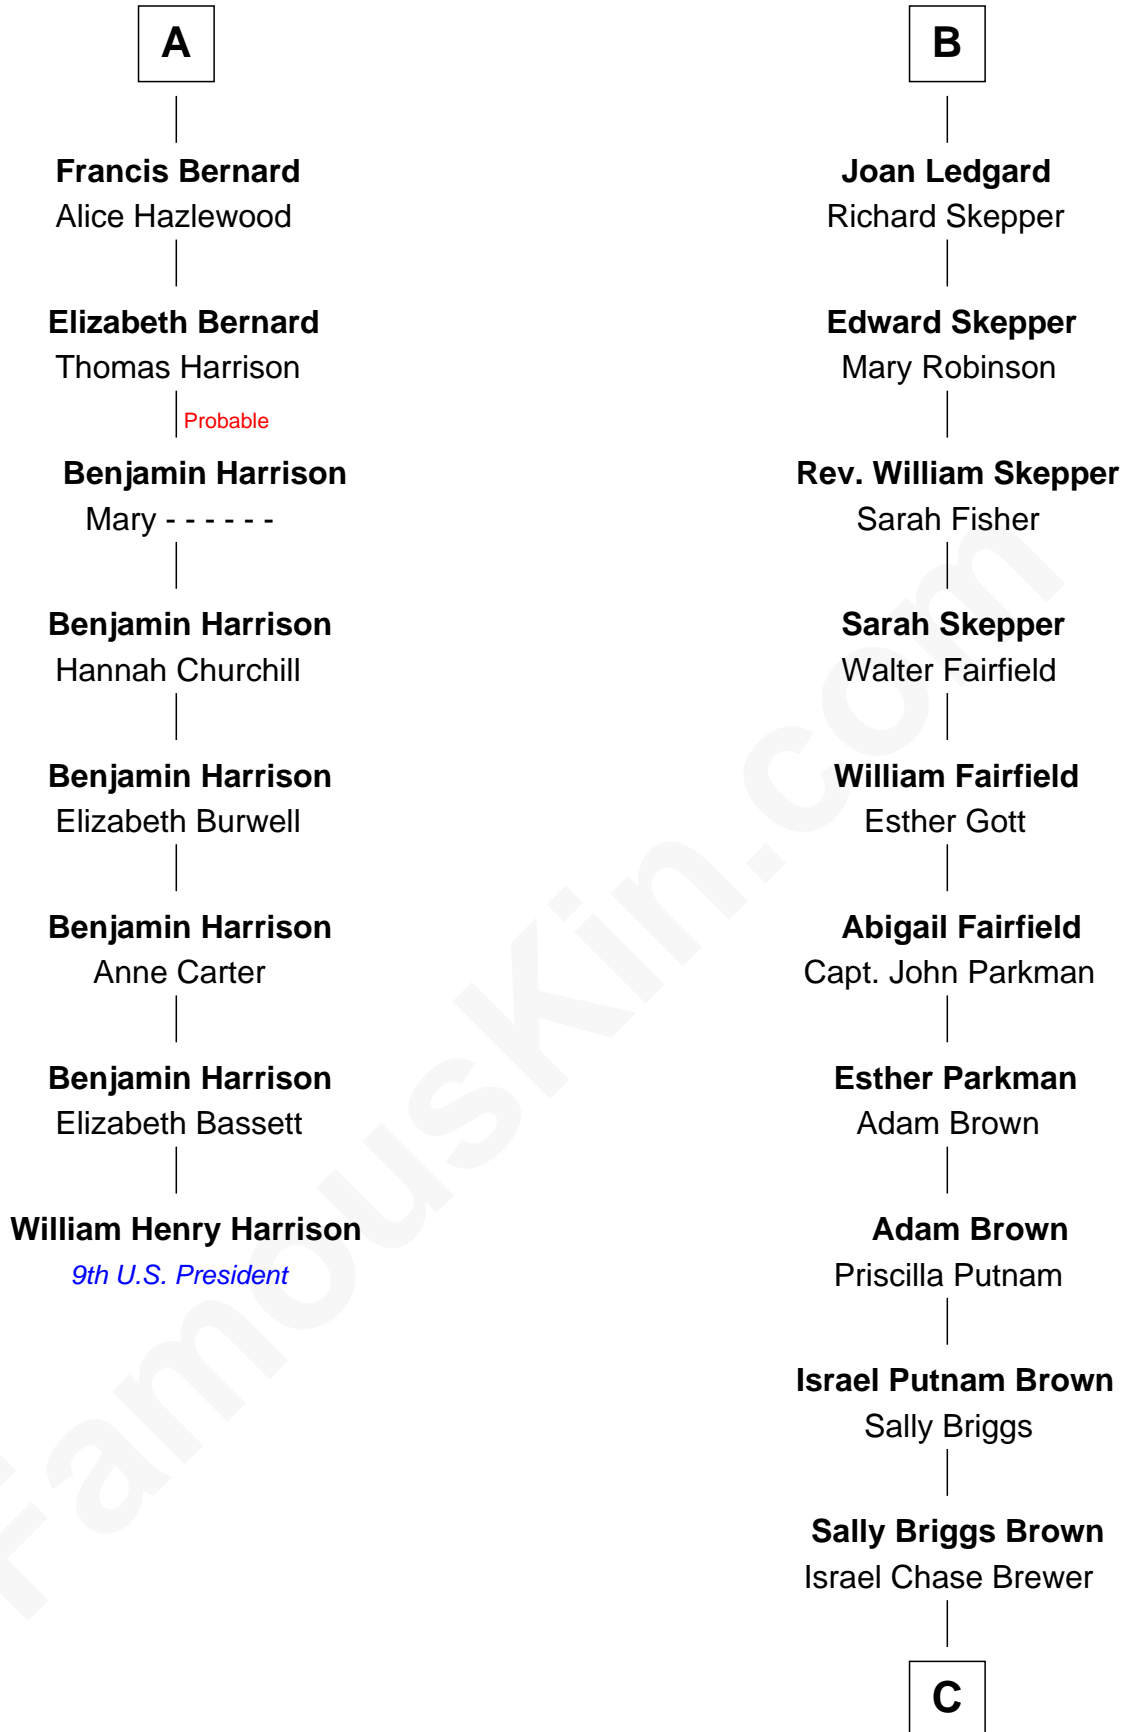 A
Francis Bernard
Alice Hazlewood
Elizabeth Bernard
Thomas Harrison
Probable
Benjamin Harrison
Mary - - - - - -
Benjamin Harrison
Hannah Churchill
Benjamin Harrison
Elizabeth Burwell
Benjamin Harrison
Anne Carter
Benjamin Harrison
Elizabeth Bassett
William Henry Harrison
9th U.S. President
B
Joan Ledgard
Richard Skepper
Edward Skepper
Mary Robinson
Rev. William Skepper
Sarah Fisher
Sarah Skepper
Walter Fairfield
William Fairfield
Esther Gott
Abigail Fairfield
Capt. John Parkman
Esther Parkman
Adam Brown
Adam Brown
Priscilla Putnam
Israel Putnam Brown
Sally Briggs
Sally Briggs Brown
Israel Chase Brewer
C
FamousKin.com